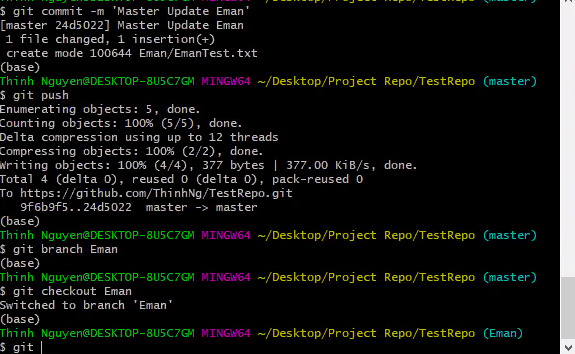 $ git commit -m 'Master Update Eman'
[master 24d5022] Master Update Eman
 1 file changed, 1 insertion(+)
 create mode 100644 Eman/EmanTest.txt
(base)
Thinh Nguyen@DESKTOP-8U5C7GM MINGW64 ~/Desktop/Project Repo/TestRepo (master)
$ git push
Enumerating objects: 5, done.
Counting objects: 100% (5/5), done.
Delta compression using up to 12 threads
Compressing objects: 100% (2/2), done.
Writing objects: 100% (4/4), 377 bytes | 377.00 KiB/s, done.
Total 4 (delta 0), reused 0 (delta 0), pack-reused 0
To https://github.com/ThinhNg/TestRepo.git
   9f6b9f5..24d5022  master -> master
(base)
Thinh Nguyen@DESKTOP-8U5C7GM MINGW64 ~/Desktop/Project Repo/TestRepo (master)
$ git branch Eman
(base)
Thinh Nguyen@DESKTOP-8U5C7GM MINGW64 ~/Desktop/Project Repo/TestRepo (master)
$ git checkout Eman
Switched to branch 'Eman'
(base)
Thinh Nguyen@DESKTOP-8U5C7GM MINGW64 ~/Desktop/Project Repo/TestRepo (Eman)
$ git